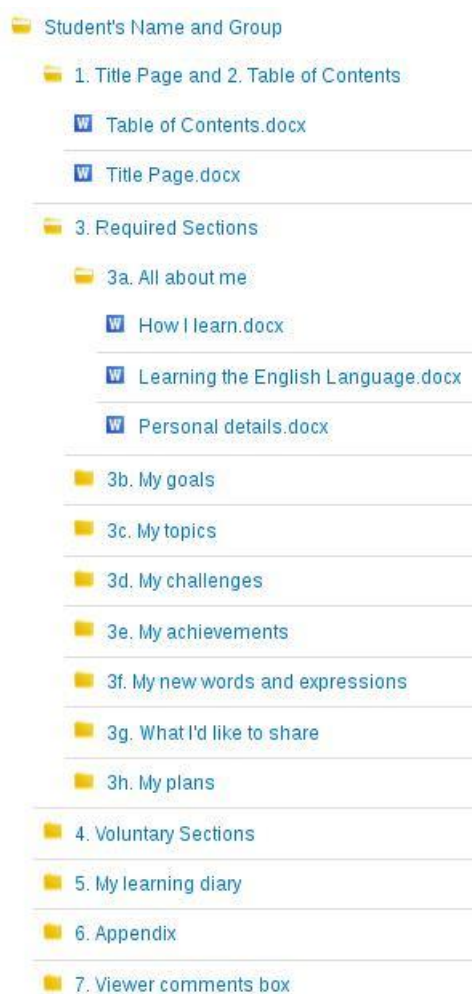 Student's Name and Group
1. Title Page and 2. Table of Contents
Table of Contents.docx
Title Page.docx
3. Required Sections
3a. All about me
How I learn.docx
Learning the English Language.docx
Personal details.docx
3b. My goals
3c. My topics
3d. My challenges
3e. My achievements
3f. My new words and expressions
3g. What I'd like to share
3h. My plans
4. Voluntary Sections
5. My learning diary
6. Appendix
7. Viewer comments box